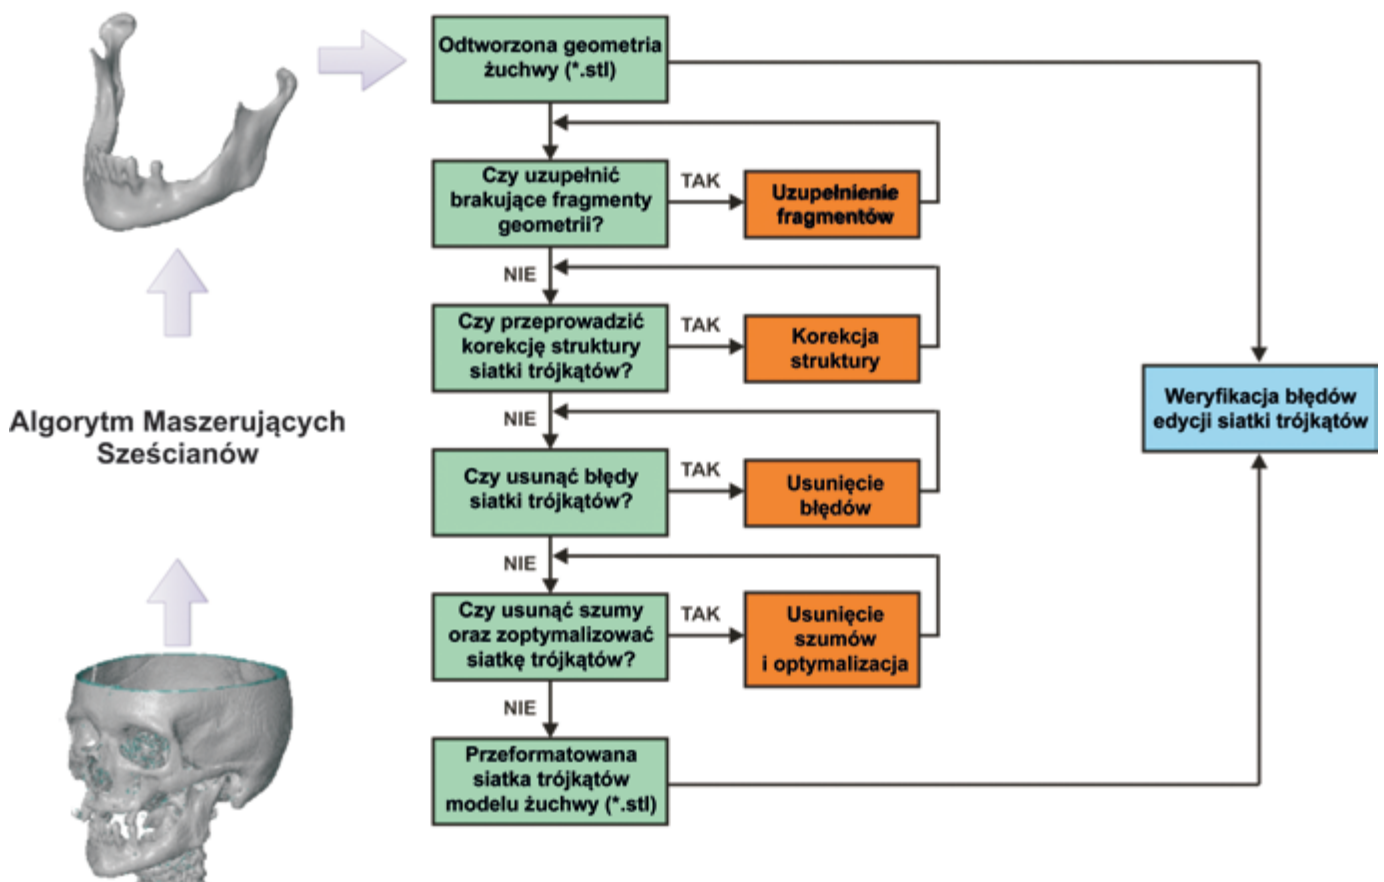 Odtworzona geometria
żuchwy (*.stl)
Czy uzupełnić
brakujące fragmenty
geometrii?
TAK
Uzupełnienie
fragmentów
NIE
Czy przeprowadzić
korekcję struktury
siatki trójkątów?
TAK
Korekcja
struktury
Weryfikacja błędów
edycji siatki trójkątów
Algorytm Maszerujących
Sześcianów
NIE
Czy usunąć błędy
siatki trójkątów?
TAK
Usunięcie
błędów
NIE
Czy usunąć szumy
oraz zoptymalizować
siatkę trójkątów?
TAK
Usunięcie
szumów
i optymalizacja
NIE
Przeformatowana
siatka trójkątów
modelu żuchwy (*.stl)